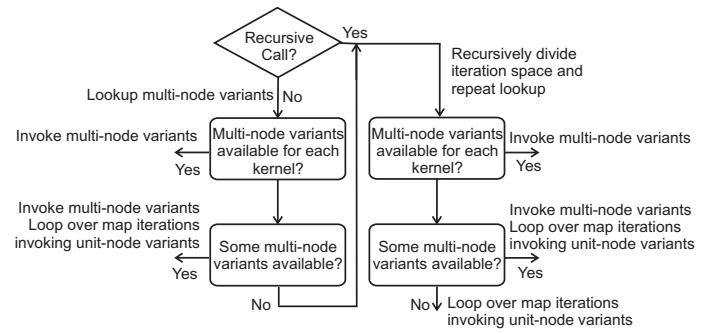 Recursive
Call?
Yes
Recursively divide
iteration space and
repeat lookup
Lookup multi-node variants
No
Invoke multi-node variants
Yes
Multi-node variants
available for each
kernel?
Multi-node variants
available for each
kernel?
Invoke multi-node variants
Yes
Invoke multi-node variants
Loop over map iterations
invoking unit-node variants
Yes
Some multi-node
variants available?
Some multi-node
variants available?
Invoke multi-node variants
Loop over map iterations
invoking unit-node variants
Yes
No
No
Loop over map iterations
invoking unit-node variants